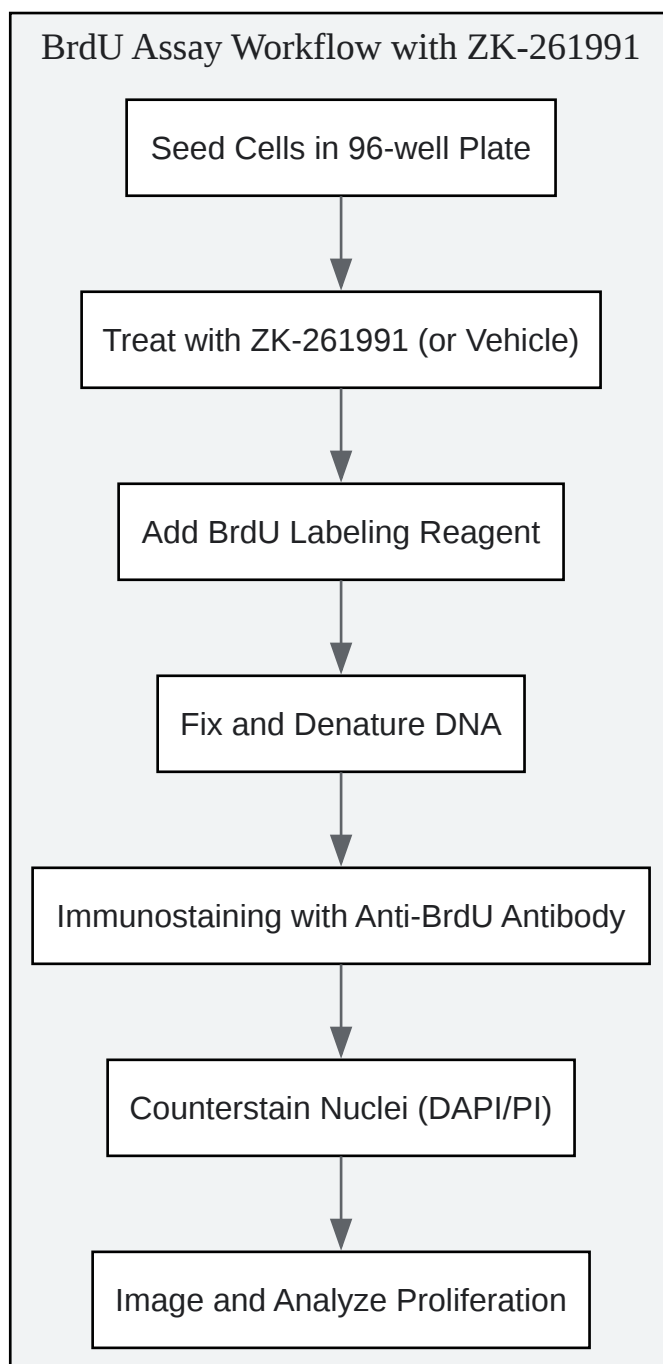 BrdU Assay Workflow with ZK-261991
Seed Cells in 96-well Plate
Treat with ZK-261991 (or Vehicle)
Add BrdU Labeling Reagent
Fix and Denature DNA
Immunostaining with Anti-BrdU Antibody
Counterstain Nuclei (DAPI/PI)
Image and Analyze Proliferation